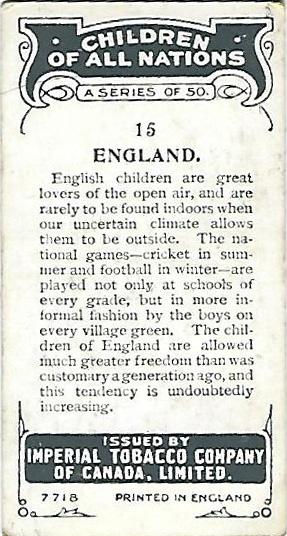 CHILDREN
OF ALL NATIONS
A SERIES OF 50.
15
ENGLAND.
English children are great
lovers of the open air, and are
rarely to be found indoors when
our uncertain climate allows
them to be outside. The na-
tional games—cricket in sum-
mer and football in winter—are
played not only at schools of
every grade, but in more in-
formal fashion by the boys on
every village green. The chil-
dren of England are allowed
much greater freedom than was
customary a generation ago, and
this tendency is undoubtedly
increasing.
ISSUED BY
IMPERIAL TOBACCO COMPANY
OF CANADA, LIMITED.
7718 PRINTED IN ENGLAND